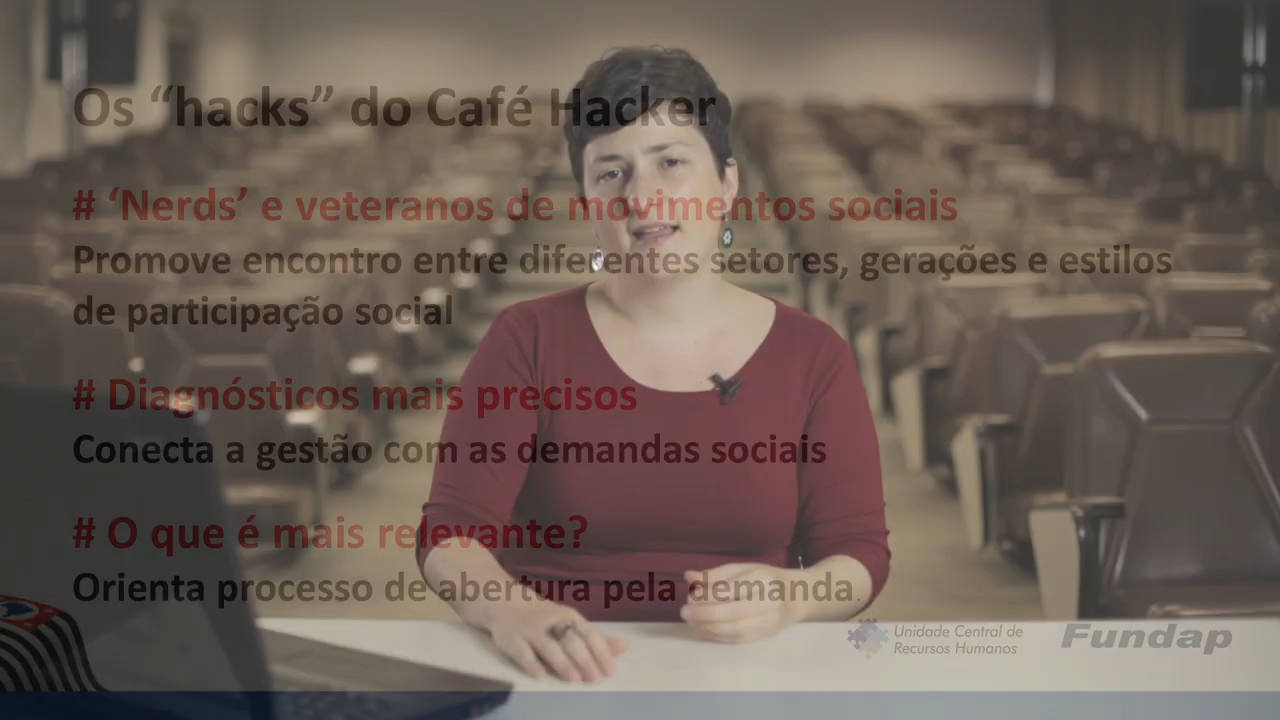 Os “hacks” do Café Hacker
# ‘Nerds’ e veteranos de movimentos sociais
Promove encontro entre diferentes setores, gerações e estilos
de participação social
# Diagnósticos mais precisos
Conecta a gestão com as demandas sociais
# O que é mais relevante?
Orienta processo de abertura pela demanda.
Unidade Central de
Recursos Humanos
Fundap